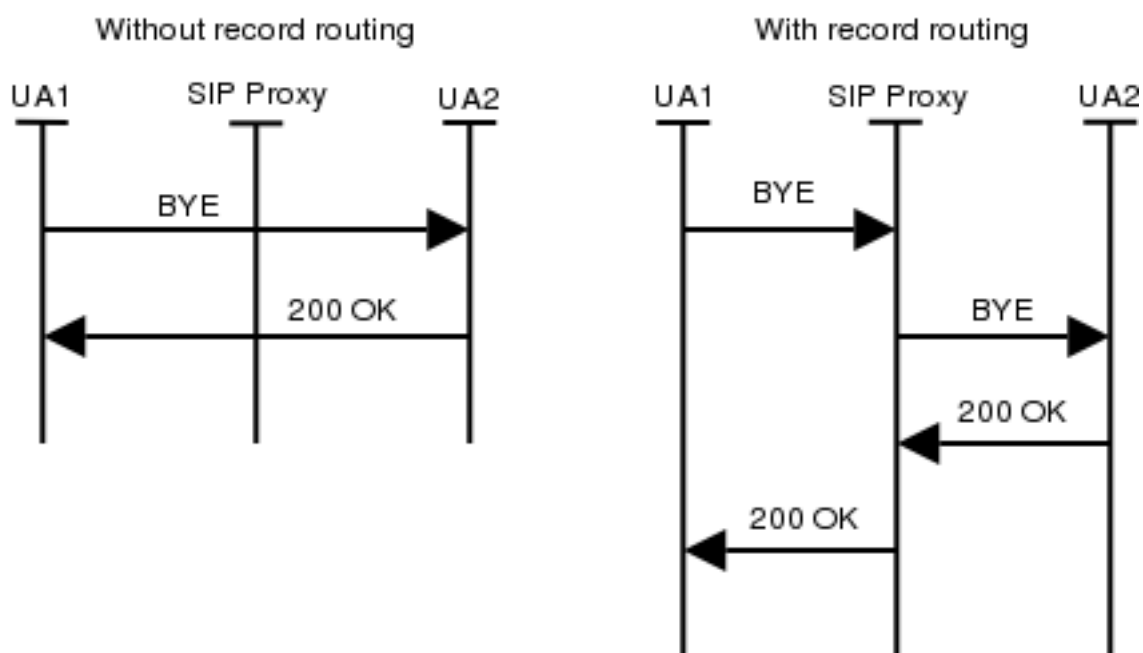 Without record routing
UA1
SIP Proxy
UA2
BYE
200 OK
With record routing
UA1
SIP Proxy
UA2
BYE
BYE
200 OK
200 OK